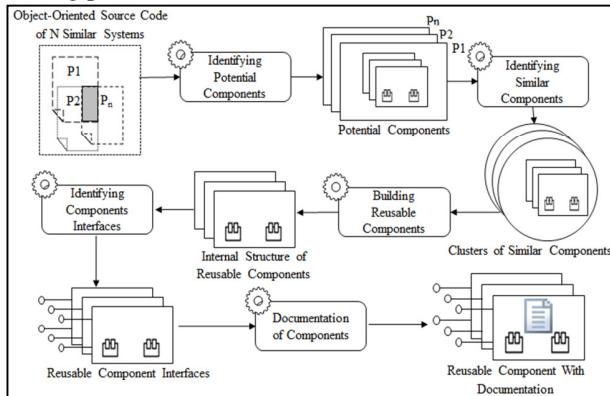 Object-Oriented Source Code
of N Similar Systems
P1
P2
Pn
Identifying
Potential
Components
Pn
P2
P1
Potential Components
Identifying
Similar
Components
Clusters of Similar Components
Building
Reusable
Components
Internal Structure of
Reusable Components
Identifying
Components
Interfaces
Reusable Component Interfaces
Documentation
of Components
Reusable Component With
Documentation